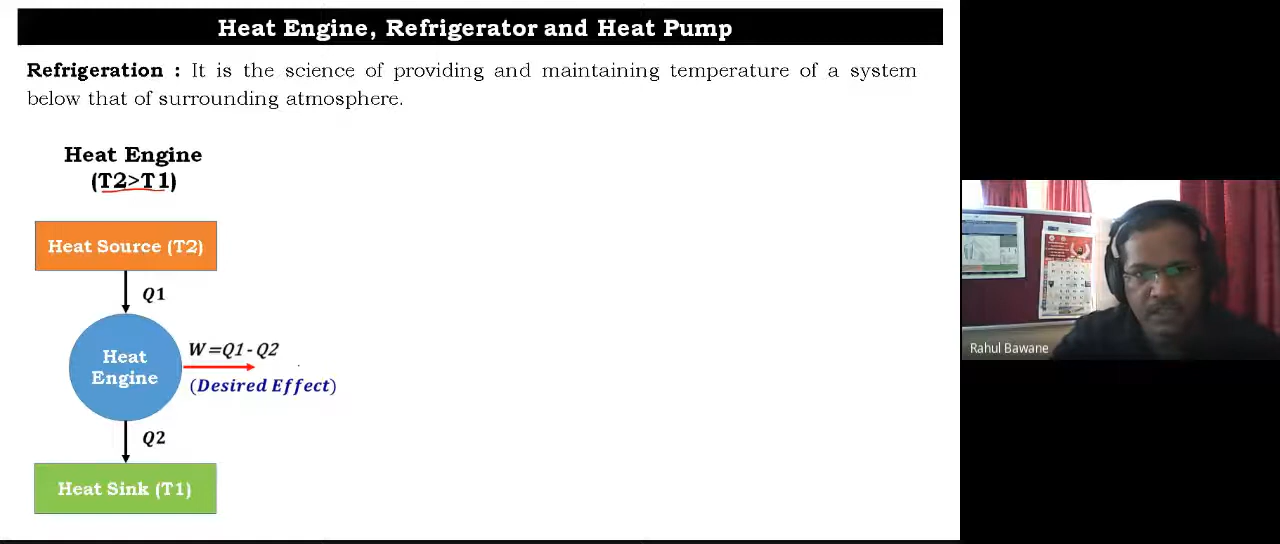 Heat Engine, Refrigerator and Heat Pump
Refrigeration : It is the science of providing and maintaining temperature of a system
below that of surrounding atmosphere.
Heat Engine
(T2>T1)
Heat Source (T2)
Q1
Heat
Engine
W=Q1-Q2
(Desired Effect)
Q2
Heat Sink (T1)
Rahul Bawane